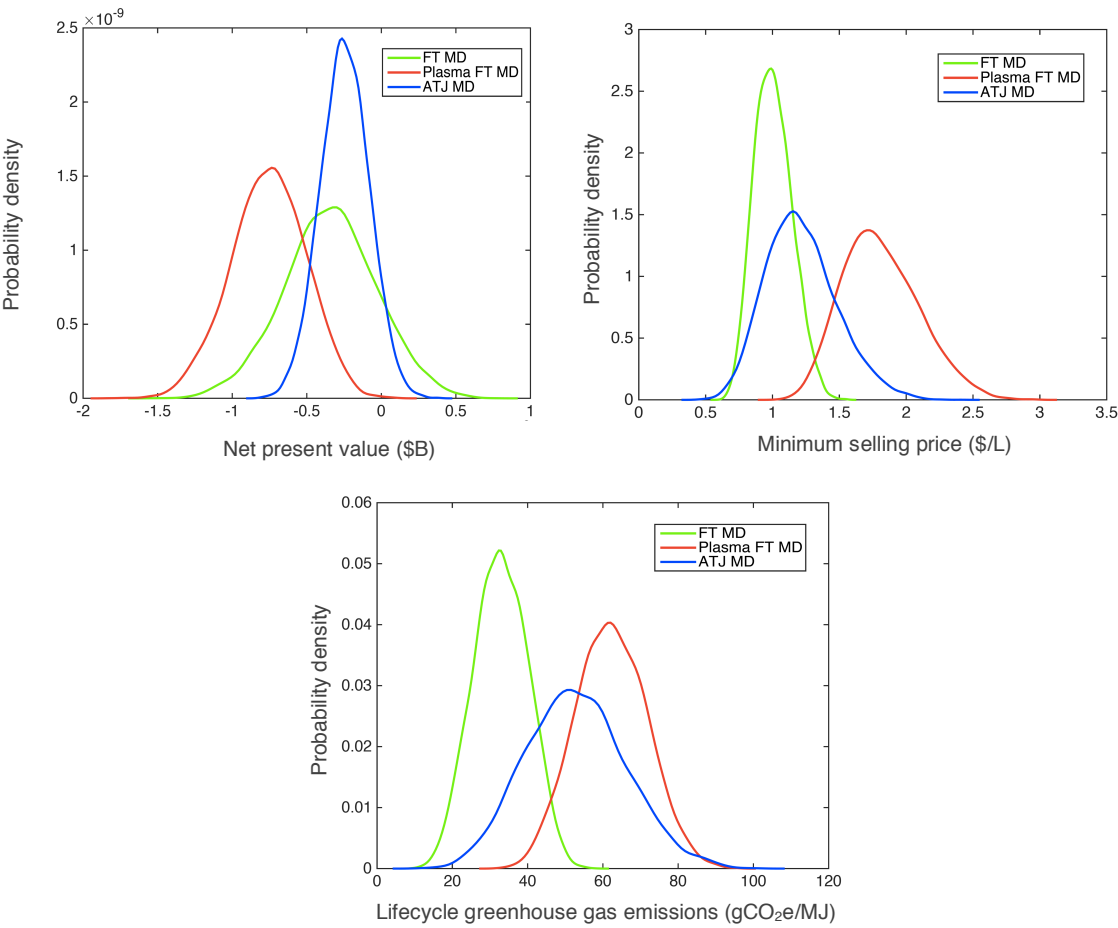 2.5 ×10⁻⁹
2
1.5
1
0.5
0
-2
-1.5
-1
-0.5
0
0.5
1
Probability density
Net present value ($B)
FT MD
Plasma FT MD
ATJ MD
3
2.5
2
1.5
1
0.5
0
0
0.5
1
1.5
2
2.5
3
3.5
Probability density
Minimum selling price ($/L)
FT MD
Plasma FT MD
ATJ MD
0.06
0.05
0.04
0.03
0.02
0.01
0
0
20
40
60
80
100
120
Probability density
Lifecycle greenhouse gas emissions (gCO₂e/MJ)
FT MD
Plasma FT MD
ATJ MD